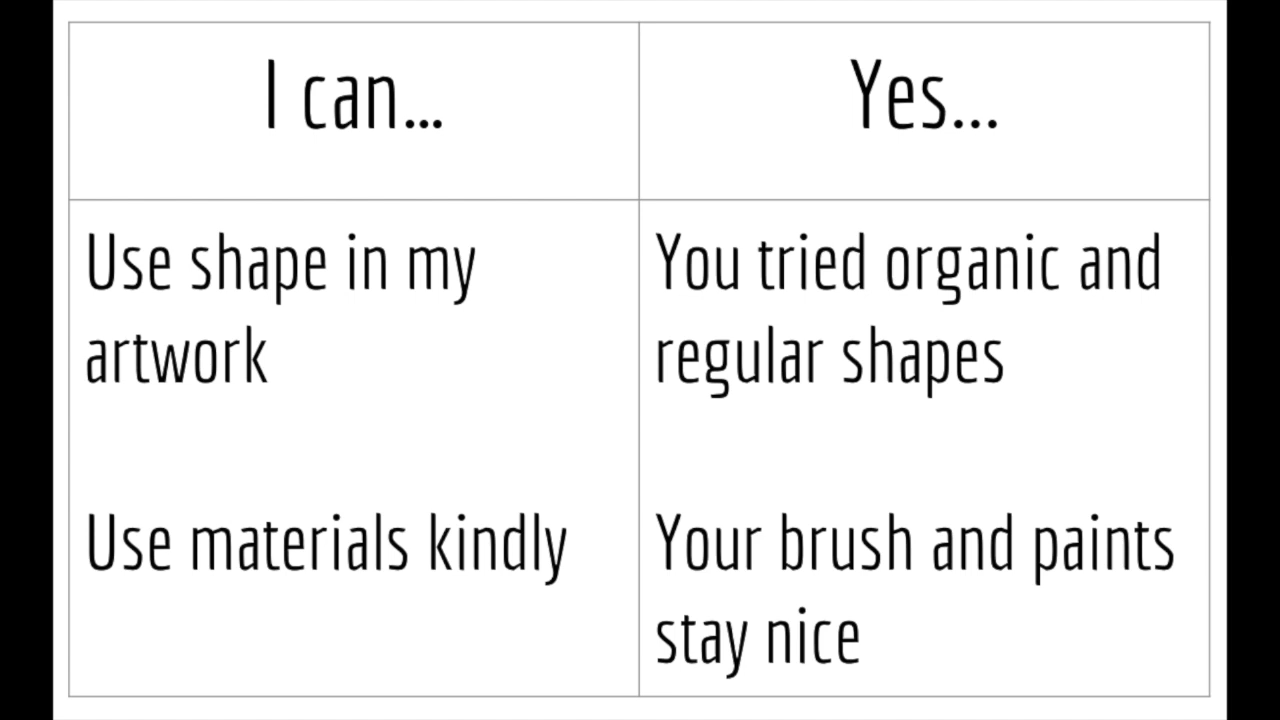 I can...
Yes...
Use shape in my
artwork
You tried organic and
regular shapes
Use materials kindly
Your brush and paints
stay nice